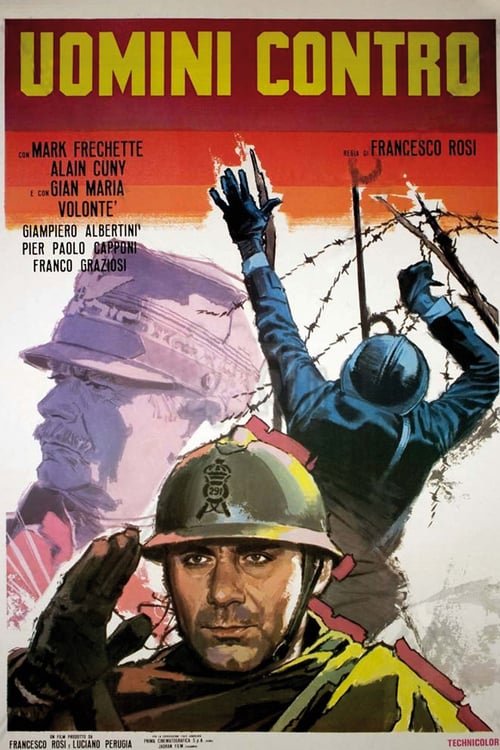 UOMINI CONTRO
CON MARK FRECHETTE
ALAIN CUNY
E CON GIAN MARIA
VOLONTE'
GIAMPIERO ALBERTINI
PIER PAOLO CAPPONI
FRANCO GRAZIOSI
REGIA DI FRANCESCO ROSI
291
UN FILM PRODOTTO DA
FRANCESCO ROSI E LUCIANO PERUGIA
PRIMA CINEMATOGRAFICA S.p.A.
JADRAN FILM
TECHNICOLOR